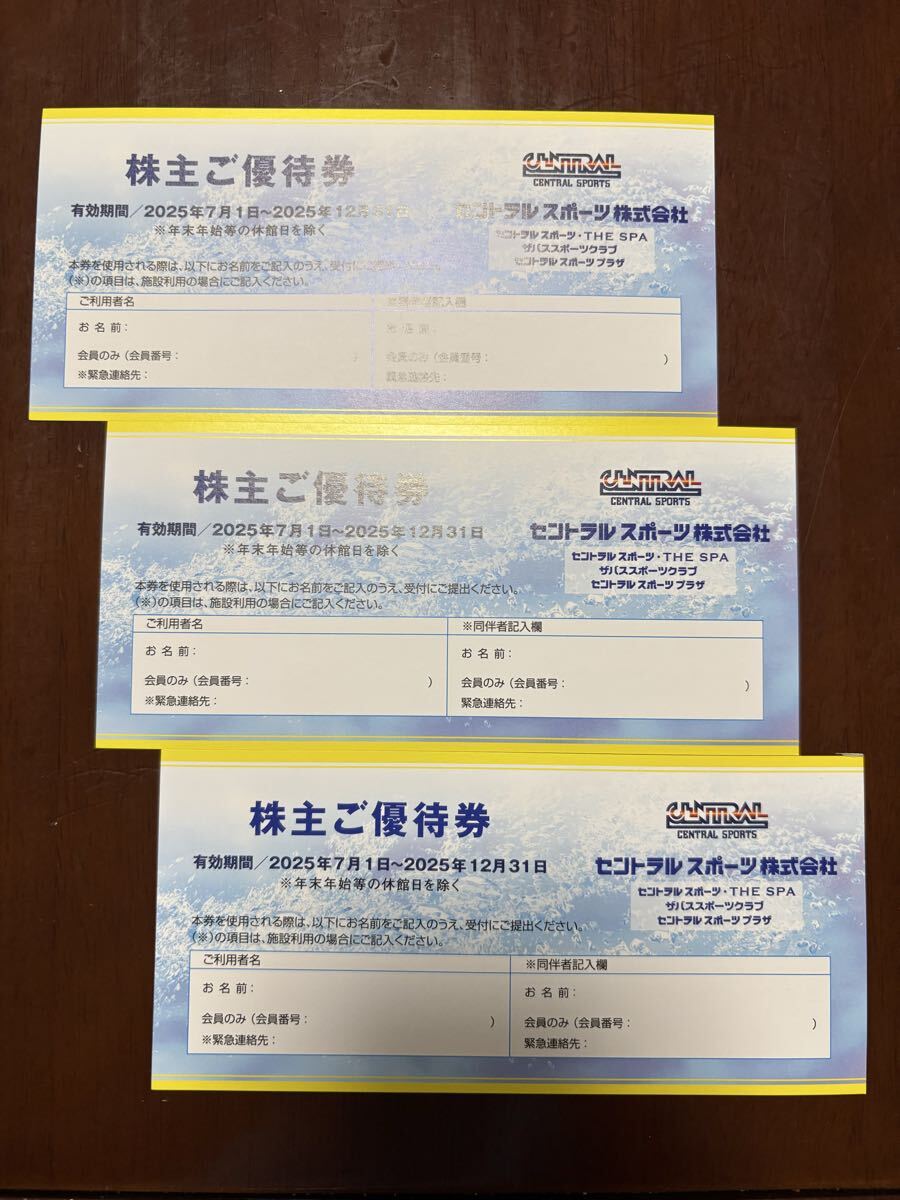 株主ご優待券
CENTRAL
CENTRAL SPORTS
有効期間／2025年7月1日～2025年12月31日
※年末年始等の休館日を除く
セントラルスポーツ株式会社
セントラルスポーツ・THE SPA
ザバススポーツクラブ
セントラルスポーツプラザ
本券を使用される際は、以下にお名前をご記入のうえ、受付にご提出ください。
(※)の項目は、施設利用の場合にご記入ください。
ご利用者名
※同伴者記入欄
お名前：
お名前：
会員のみ（会員番号：　）
会員のみ（会員番号：　）
※緊急連絡先：
緊急連絡先：
株主ご優待券
CENTRAL
CENTRAL SPORTS
有効期間／2025年7月1日～2025年12月31日
※年末年始等の休館日を除く
セントラルスポーツ株式会社
セントラルスポーツ・THE SPA
ザバススポーツクラブ
セントラルスポーツプラザ
本券を使用される際は、以下にお名前をご記入のうえ、受付にご提出ください。
(※)の項目は、施設利用の場合にご記入ください。
ご利用者名
※同伴者記入欄
お名前：
お名前：
会員のみ（会員番号：　）
会員のみ（会員番号：　）
※緊急連絡先：
緊急連絡先：
株主ご優待券
CENTRAL
CENTRAL SPORTS
有効期間／2025年7月1日～2025年12月31日
※年末年始等の休館日を除く
セントラルスポーツ株式会社
セントラルスポーツ・THE SPA
ザバススポーツクラブ
セントラルスポーツプラザ
本券を使用される際は、以下にお名前をご記入のうえ、受付にご提出ください。
(※)の項目は、施設利用の場合にご記入ください。
ご利用者名
※同伴者記入欄
お名前：
お名前：
会員のみ（会員番号：　）
会員のみ（会員番号：　）
※緊急連絡先：
緊急連絡先：